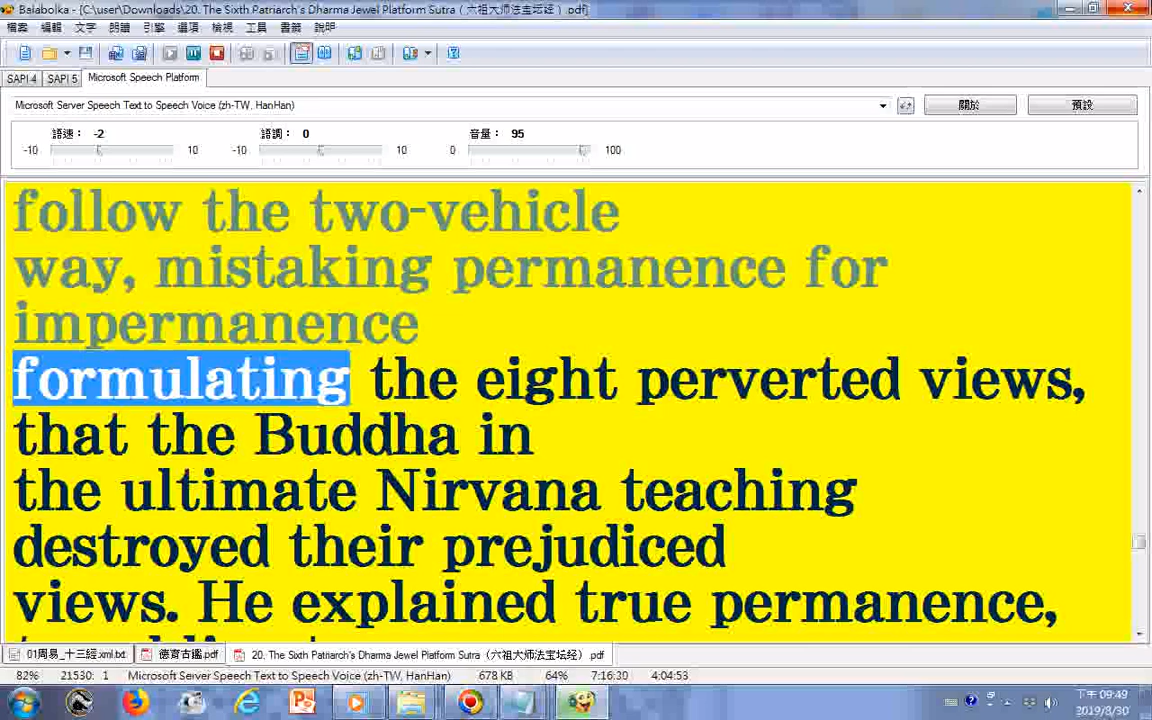 Balabolka - [C:\user\Downloads\20. The Sixth Patriarch's Dharma Jewel Platform Sutra（六祖大师法宝坛经）.pdf]
檔案 編輯 文字 朗讀 引擎 選項 檢視 工具 書籤 說明
SAPI 4 SAPI 5 Microsoft Speech Platform
Microsoft Server Speech Text to Speech Voice (zh-TW, HanHan) 關於 預設
語速： -2 語調： 0 音量： 95
-10 10 -10 10 0 100
follow the two-vehicle
way, mistaking permanence for
impermanence
formulating the eight perverted views,
that the Buddha in
the ultimate Nirvana teaching
destroyed their prejudiced
views. He explained true permanence,
01周易_十三經.xml.txt 德育古鑑.pdf 20. The Sixth Patriarch's Dharma Jewel Platform Sutra（六祖大师法宝坛经）.pdf
82% 21530: 1 Microsoft Server Speech Text to Speech Voice (zh-TW, HanHan) 678 KB 64% 7:16:30 4:04:53
下午 09:49
2019/8/30